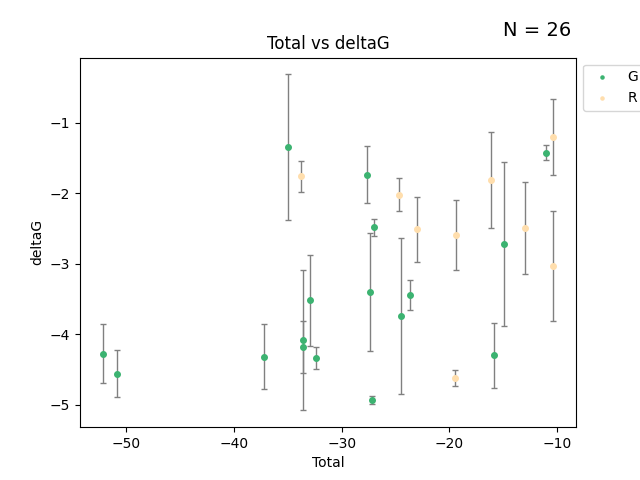 N = 26
Total vs deltaG
G
R
−1
−2
−3
−4
−5
deltaG
−50
−40
−30
−20
−10
Total